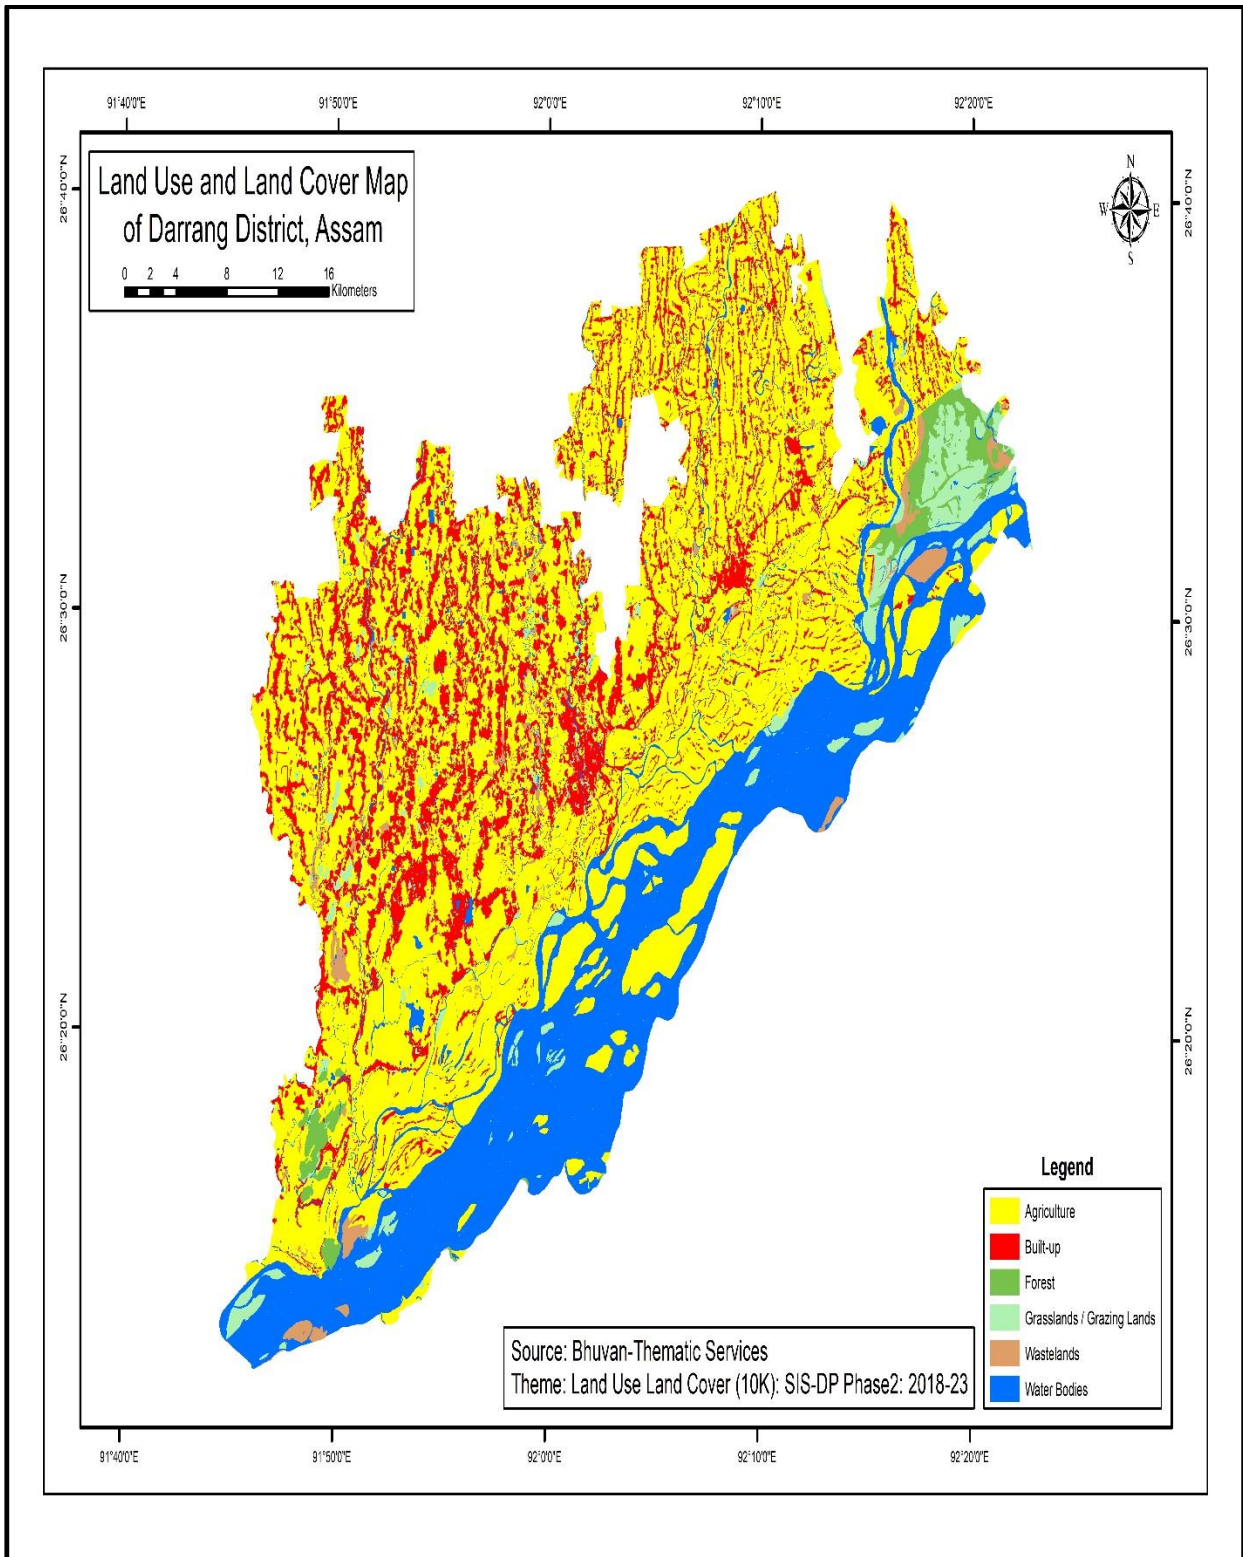 91°40'0"E 91°50'0"E 92°0'0"E 92°10'0"E 92°20'0"E
Land Use and Land Cover Map
of Darrang District, Assam
0 2 4 8 12 16
Kilometers
N
W E
S
26°40'0"N
26°40'0"N
26°30'0"N
26°30'0"N
26°20'0"N
26°20'0"N
Legend
Agriculture
Built-up
Forest
Grasslands / Grazing Lands
Wastelands
Water Bodies
Source: Bhuvan-Thematic Services
Theme: Land Use Land Cover (10K): SIS-DP Phase2: 2018-23
91°40'0"E 91°50'0"E 92°0'0"E 92°10'0"E 92°20'0"E